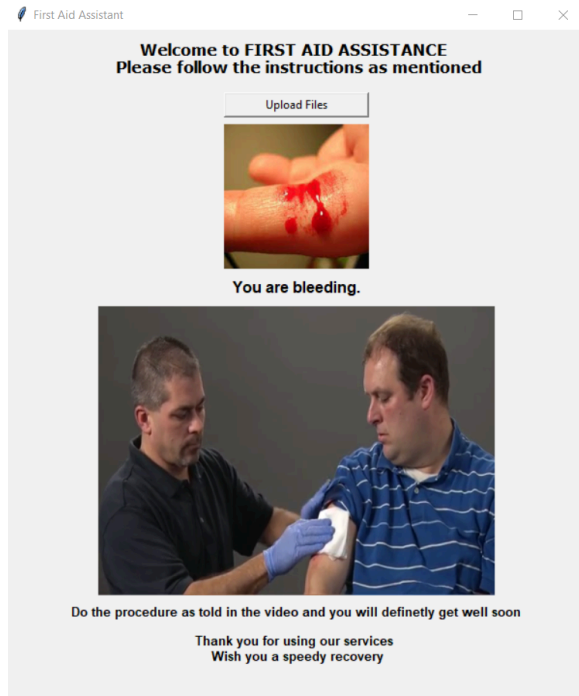 First Aid Assistant
Welcome to FIRST AID ASSISTANCE
Please follow the instructions as mentioned
Upload Files
You are bleeding.
Do the procedure as told in the video and you will definetly get well soon
Thank you for using our services
Wish you a speedy recovery